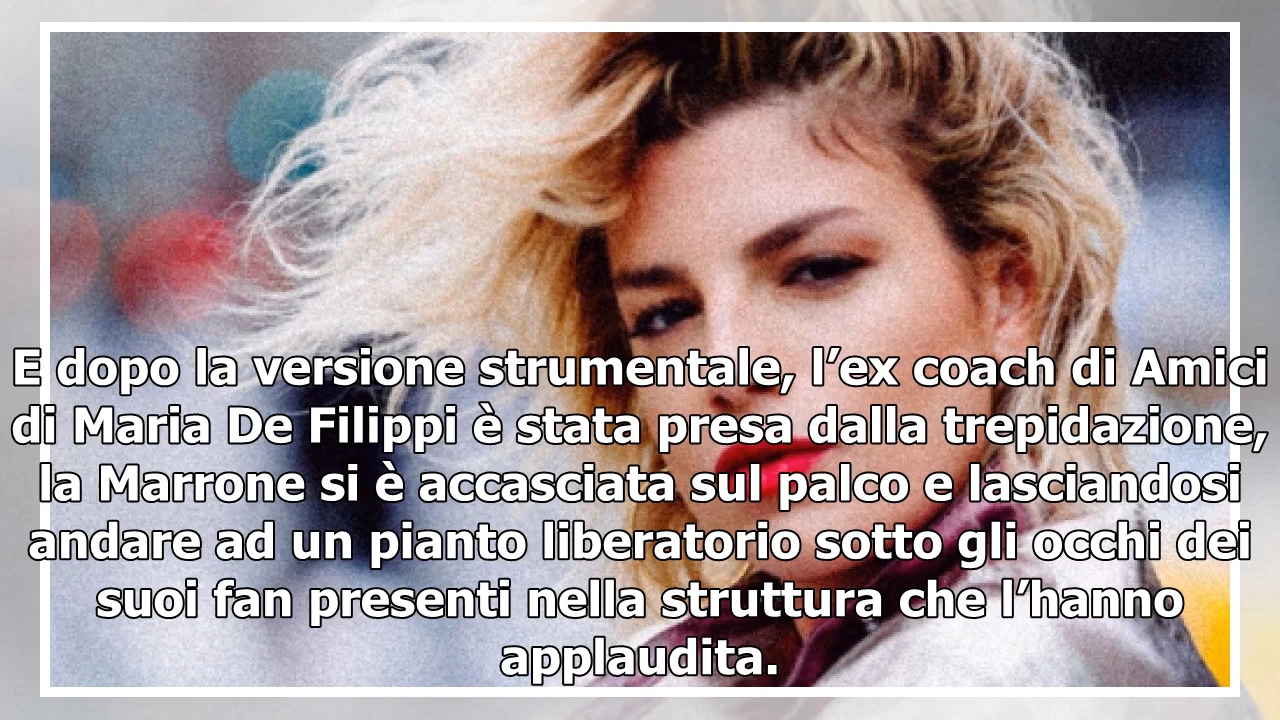 E dopo la versione strumentale, l’ex coach di Amici
di Maria De Filippi è stata presa dalla trepidazione,
la Marrone si è accasciata sul palco e lasciandosi
andare ad un pianto liberatorio sotto gli occhi dei
suoi fan presenti nella struttura che l’hanno
applaudita.